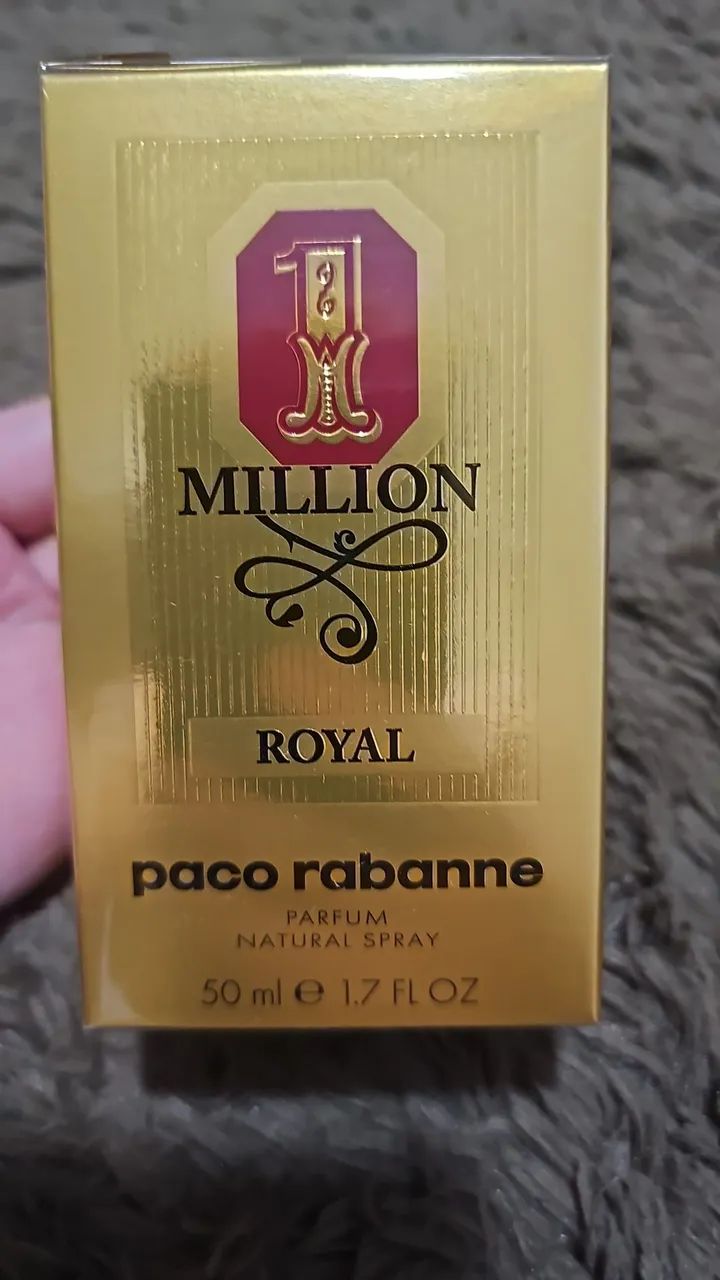 1
MILLION
ROYAL
paco rabanne
PARFUM
NATURAL SPRAY
50 ml ℮ 1.7 FL OZ